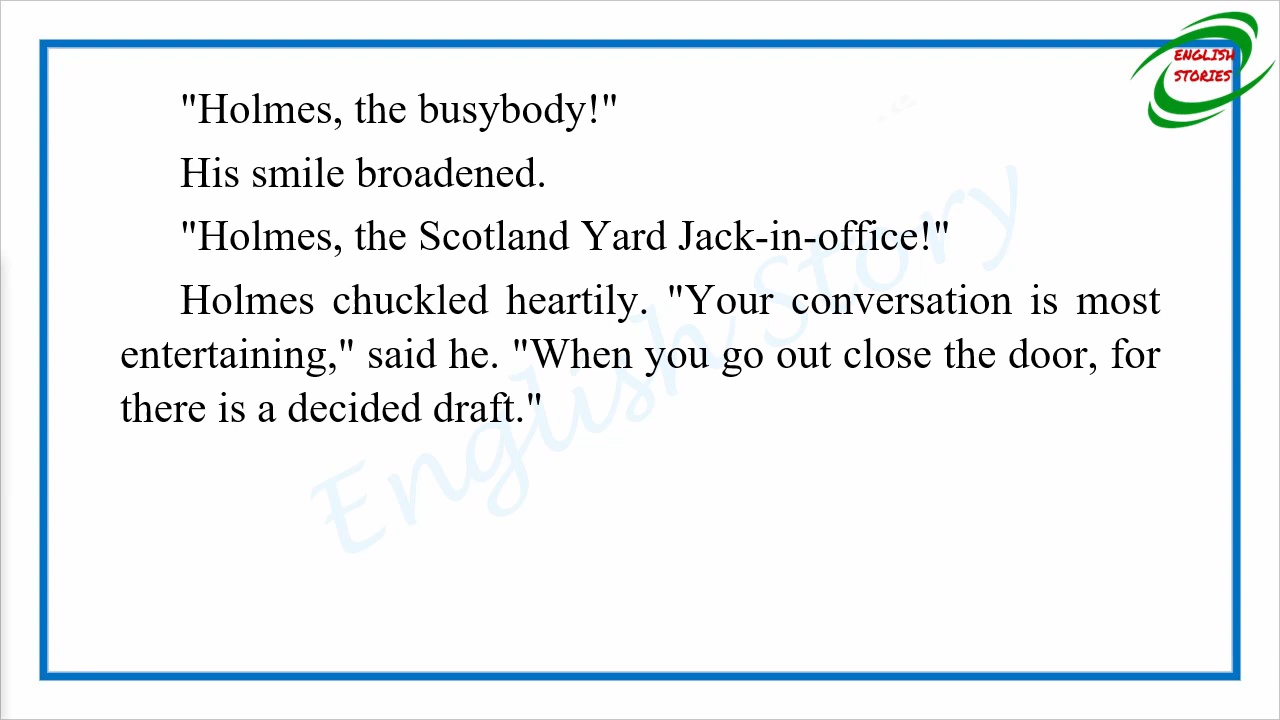 ENGLISH
STORIES
"Holmes, the busybody!"
His smile broadened.
"Holmes, the Scotland Yard Jack-in-office!"
Holmes chuckled heartily. "Your conversation is most
entertaining," said he. "When you go out close the door, for
there is a decided draft."
English Story